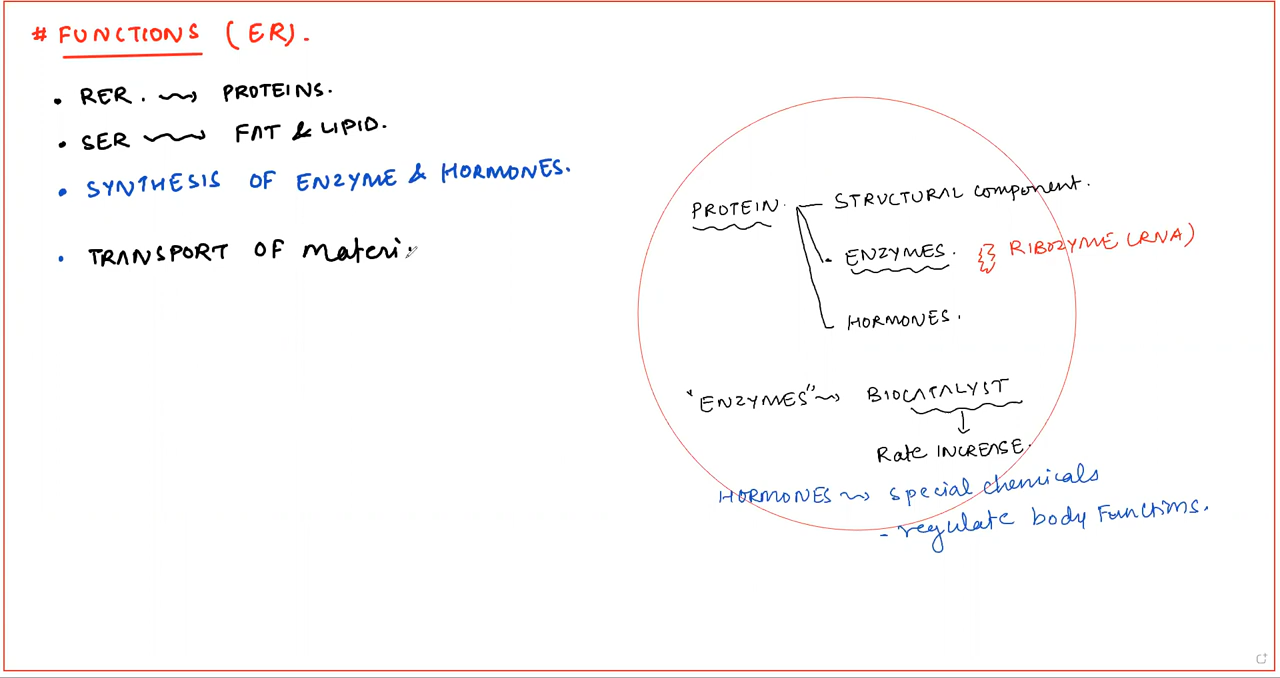 # FUNCTIONS (ER).
• RER. ⇝ PROTEINS.
• SER ⇝ FAT & LIPID.
• SYNTHESIS OF ENZYME & HORMONES.
• TRANSPORT OF materi
PROTEIN. — STRUCTURAL component.
• ENZYMES. {} RIBOZYME (RNA)
HORMONES.
"ENZYMES" ⇝ BIOCATALYST
↓
Rate INCREASE.
HORMONES ⇝ special chemicals
- regulate body Functions.